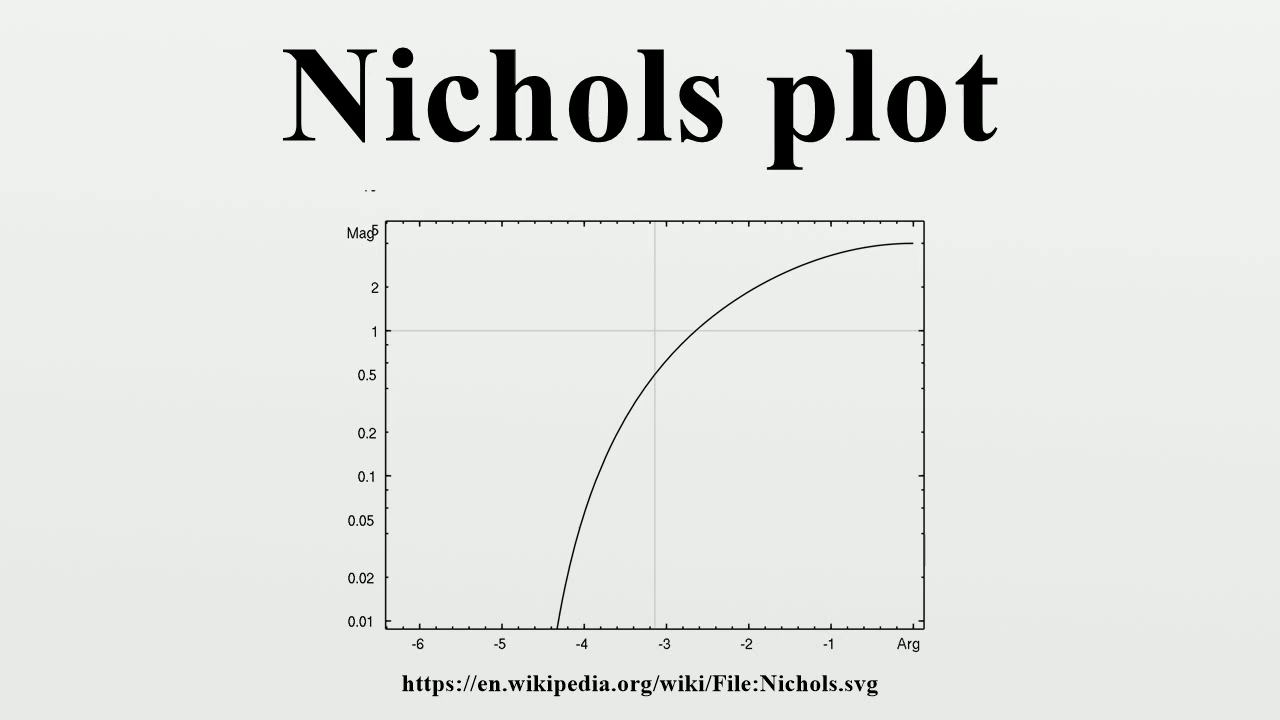 Nichols plot
Mag
5
2
1
0.5
0.2
0.1
0.05
0.02
0.01
-6 -5 -4 -3 -2 -1 Arg
https://en.wikipedia.org/wiki/File:Nichols.svg